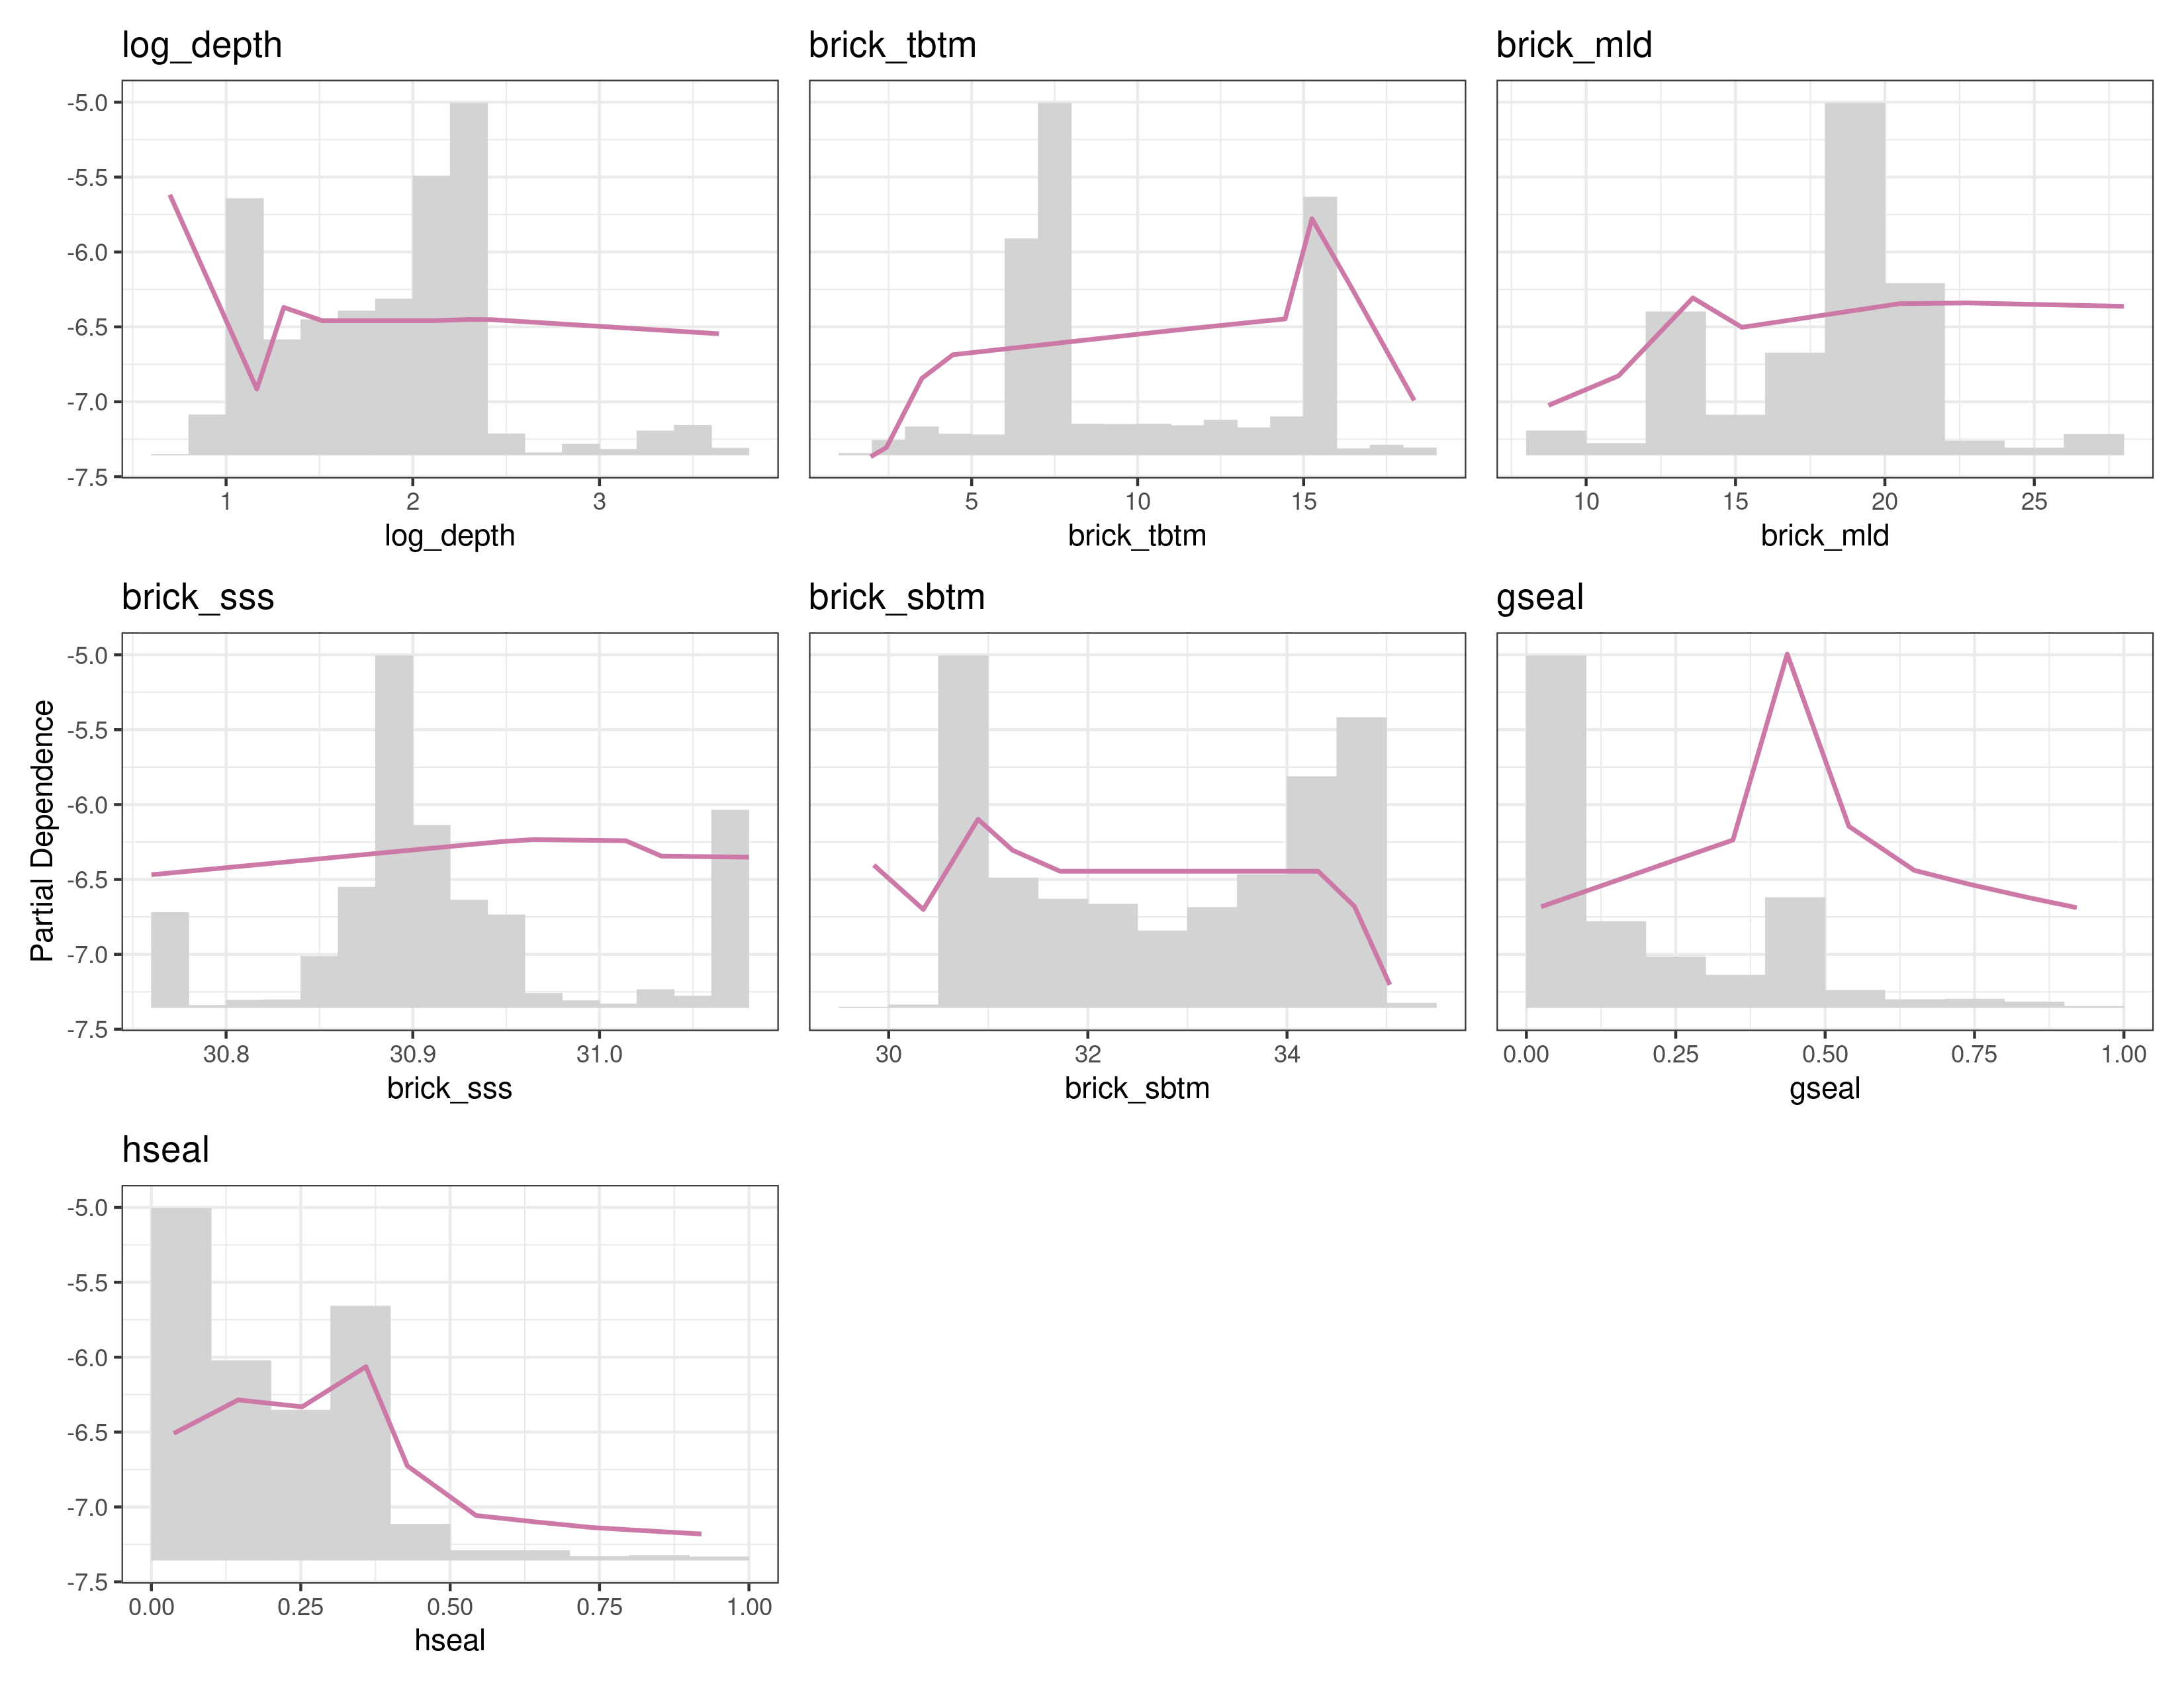 log_depth brick_tbtm brick_mld
-5.0
-5.5
-6.0
-6.5
-7.0
-7.5
1 2 3 5 10 15 10 15 20 25
log_depth brick_tbtm brick_mld
brick_sss brick_sbtm gseal
Partial Dependence
-5.0
-5.5
-6.0
-6.5
-7.0
-7.5
30.8 30.9 31.0 30 32 34 0.00 0.25 0.50 0.75 1.00
brick_sss brick_sbtm gseal
hseal
-5.0
-5.5
-6.0
-6.5
-7.0
-7.5
0.00 0.25 0.50 0.75 1.00
hseal